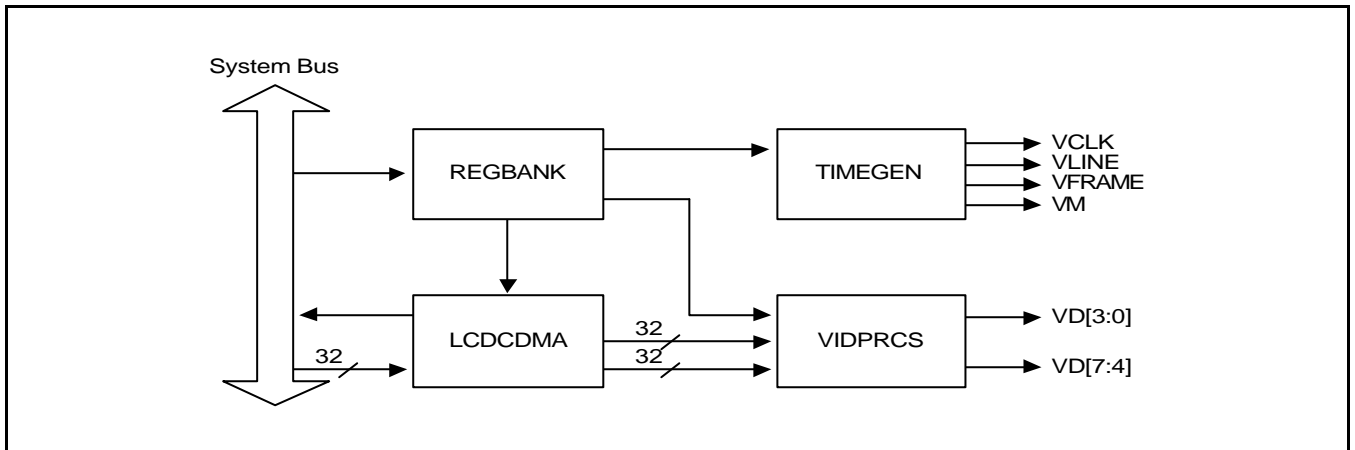 System Bus
REGBANK
TIMEGEN
VCLK
VLINE
VFRAME
VM
LCDCDMA
32
32
32
VIDPRCS
VD[3:0]
VD[7:4]